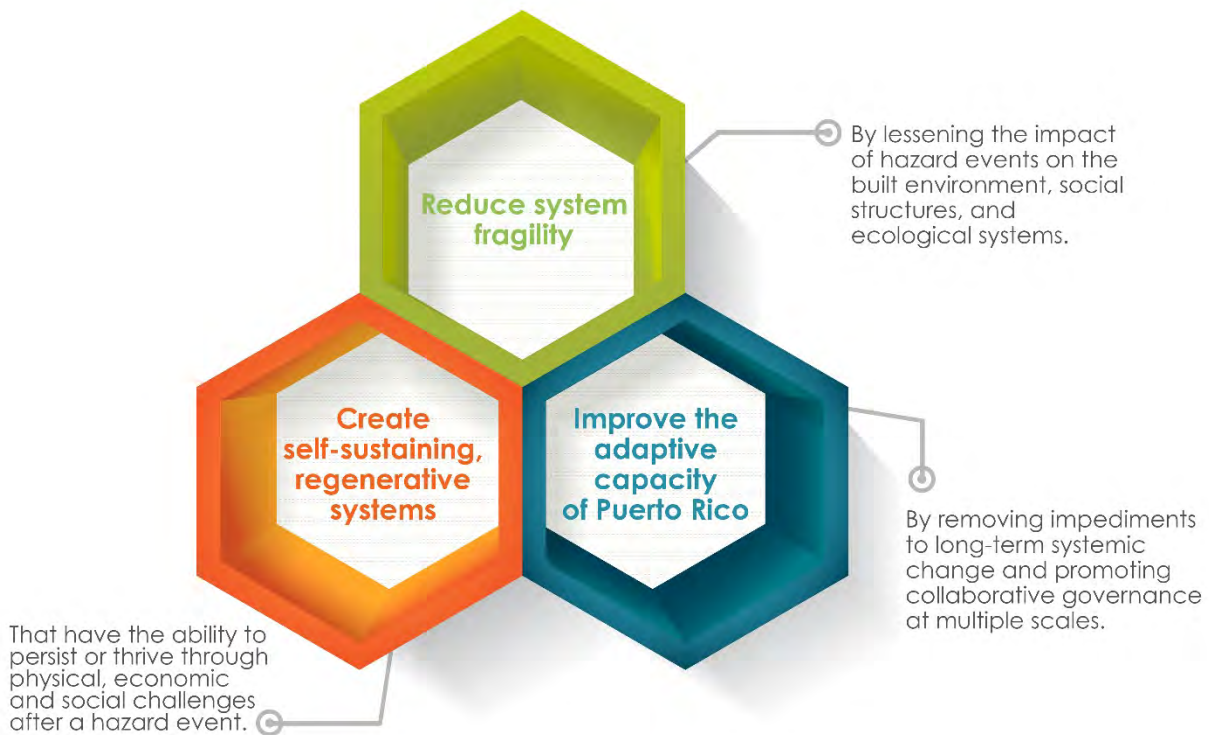 Reduce system
fragility
By lessening the impact
of hazard events on the
built environment, social
structures, and
ecological systems.
Create
self-sustaining,
regenerative
systems
Improve the
adaptive
capacity
of Puerto Rico
By removing impediments
to long-term systemic
change and promoting
collaborative governance
at multiple scales.
That have the ability to
persist or thrive through
physical, economic
and social challenges
after a hazard event.